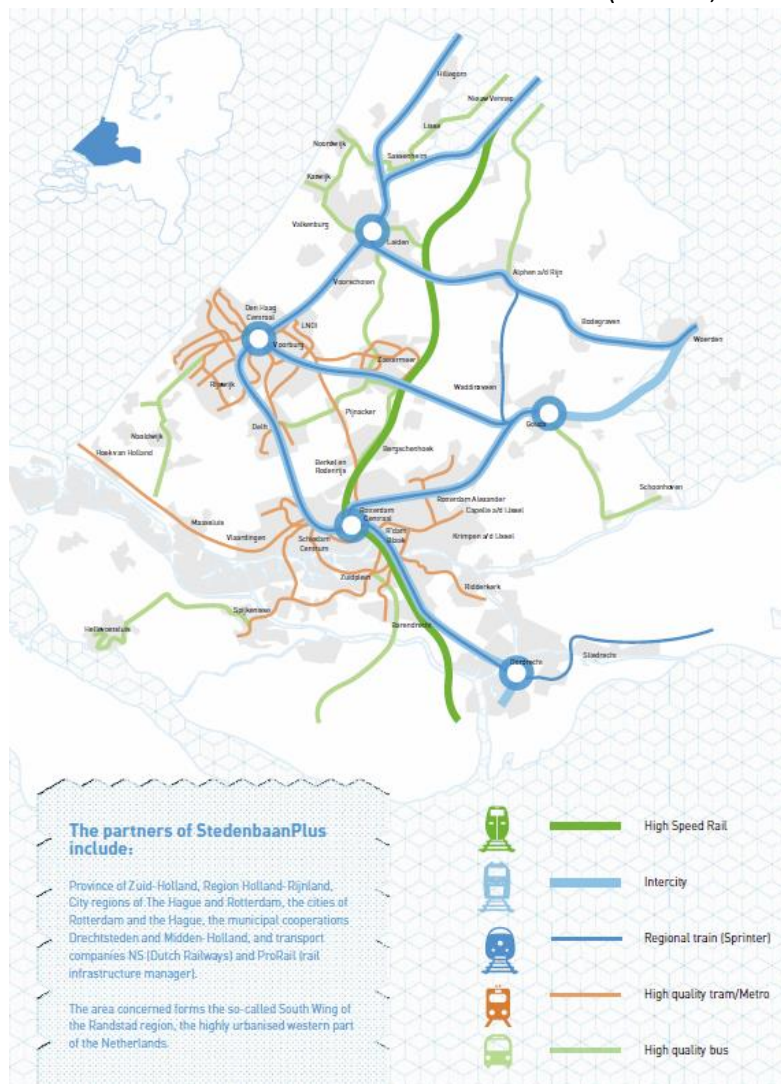 Hillegom
Nieuw Vennep
Lisse
Noordwijk
Sassenheim
Katwijk
Valkenburg
Leiden
Voorschoten
Alphen a/d Rijn
Den Haag
Centraal
LNOI
Voorburg
Bodegraven
Woerden
Zoetermeer
Rijswijk
Waddinxveen
Pijnacker
Delft
Gouda
Naaldwijk
Hoek van Holland
Bergschenhoek
Berkel en
Rodenrijs
Schoonhoven
Rotterdam Alexander
Maassluis
Rotterdam
Centraal
Capelle a/d IJssel
Vlaardingen
Schiedam
Centrum
R'dam
Blaak
Krimpen a/d IJssel
Zuidplein
Ridderkerk
Spijkenisse
Hellevoetsluis
Barendrecht
Dordrecht
Sliedrecht
The partners of StedenbaanPlus
include:
Province of Zuid-Holland, Region Holland-Rijnland,
City regions of The Hague and Rotterdam, the cities of
Rotterdam and the Hague, the municipal cooperations
Drechtsteden and Midden-Holland, and transport
companies NS (Dutch Railways) and ProRail (rail
infrastructure manager).
The area concerned forms the so-called South Wing of
the Randstad region, the highly urbanised western part
of the Netherlands.
High Speed Rail
Intercity
Regional train (Sprinter)
High quality tram/Metro
High quality bus